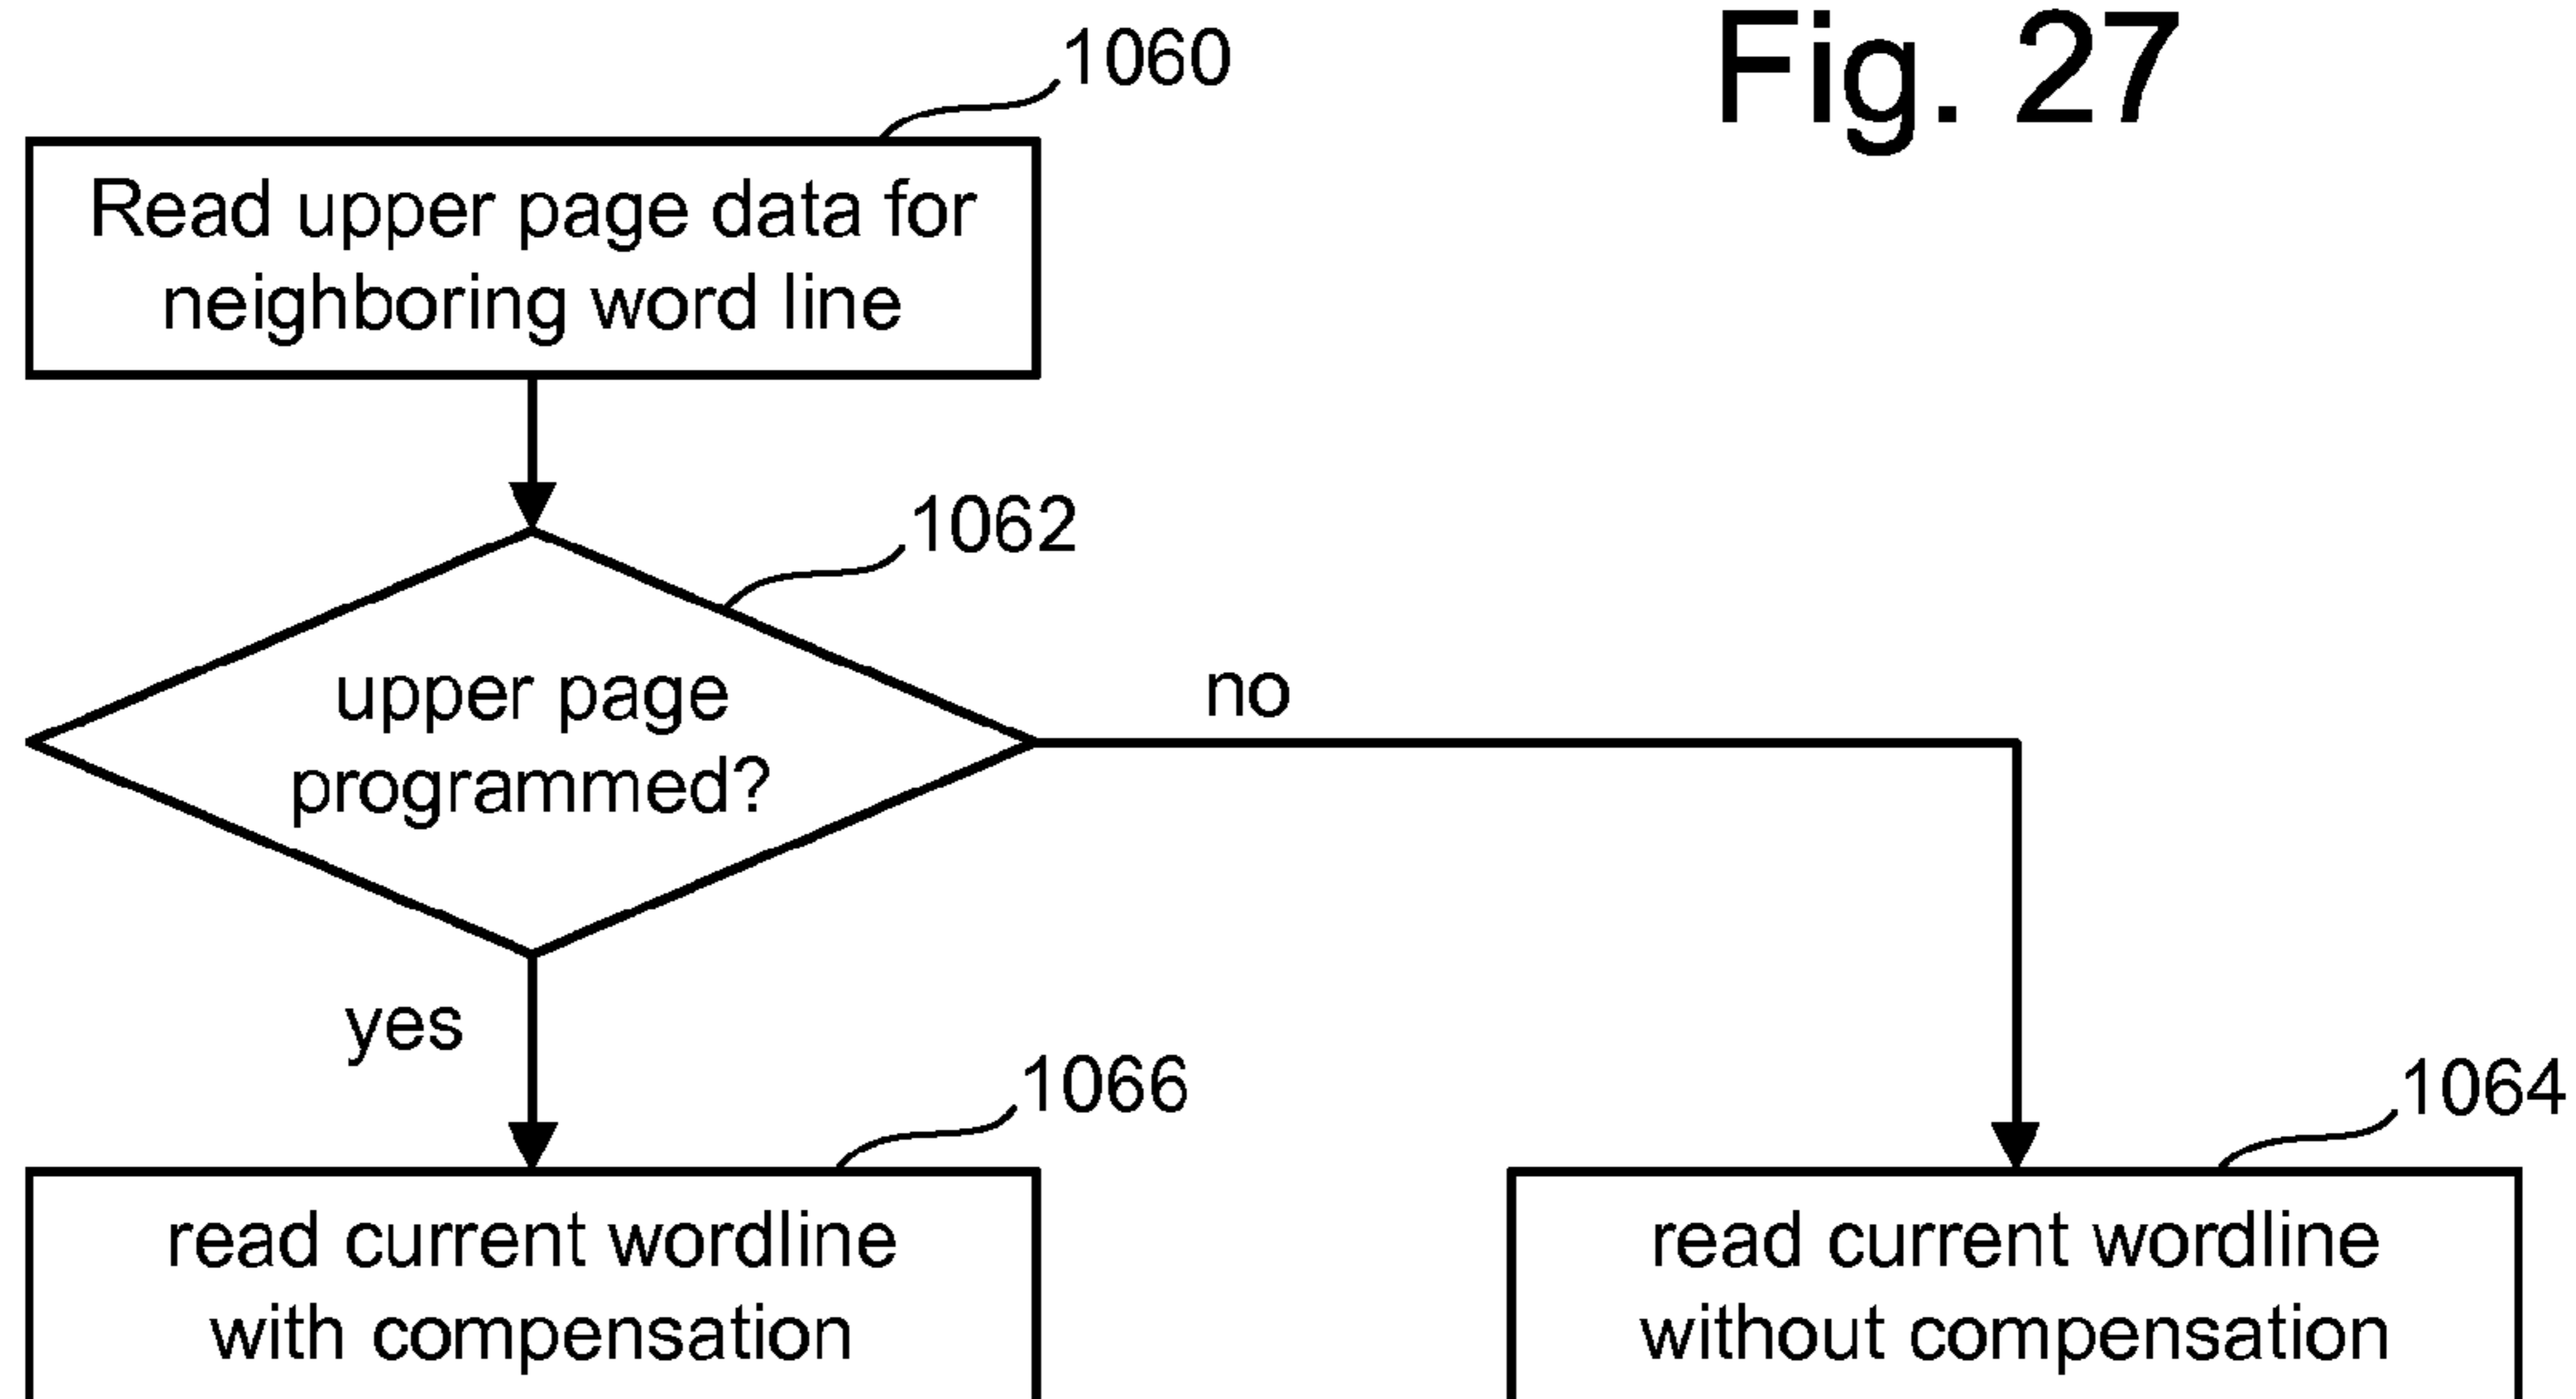 Fig. 27
1060
Read upper page data for
neighboring word line
1062
upper page
programmed?
no
yes
1066
read current wordline
with compensation
1064
read current wordline
without compensation